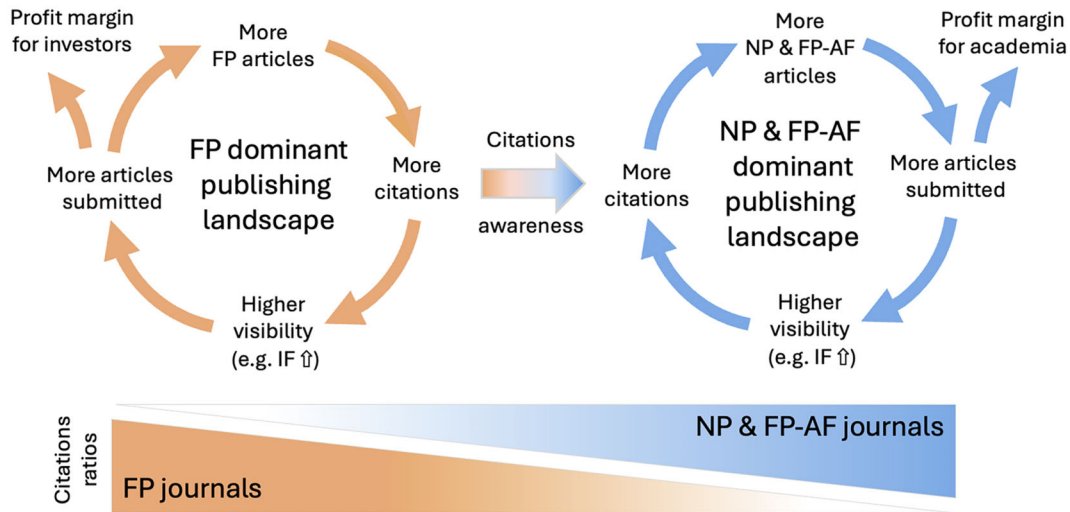 Profit margin
for investors
More
FP articles
More articles
submitted
FP dominant
publishing
landscape
More
citations
Higher
visibility
(e.g. IF ⇧)
Citations
awareness
More
NP & FP-AF
articles
Profit margin
for academia
More
citations
NP & FP-AF
dominant
publishing
landscape
More articles
submitted
Higher
visibility
(e.g. IF ⇧)
Citations
ratios
NP & FP-AF journals
FP journals